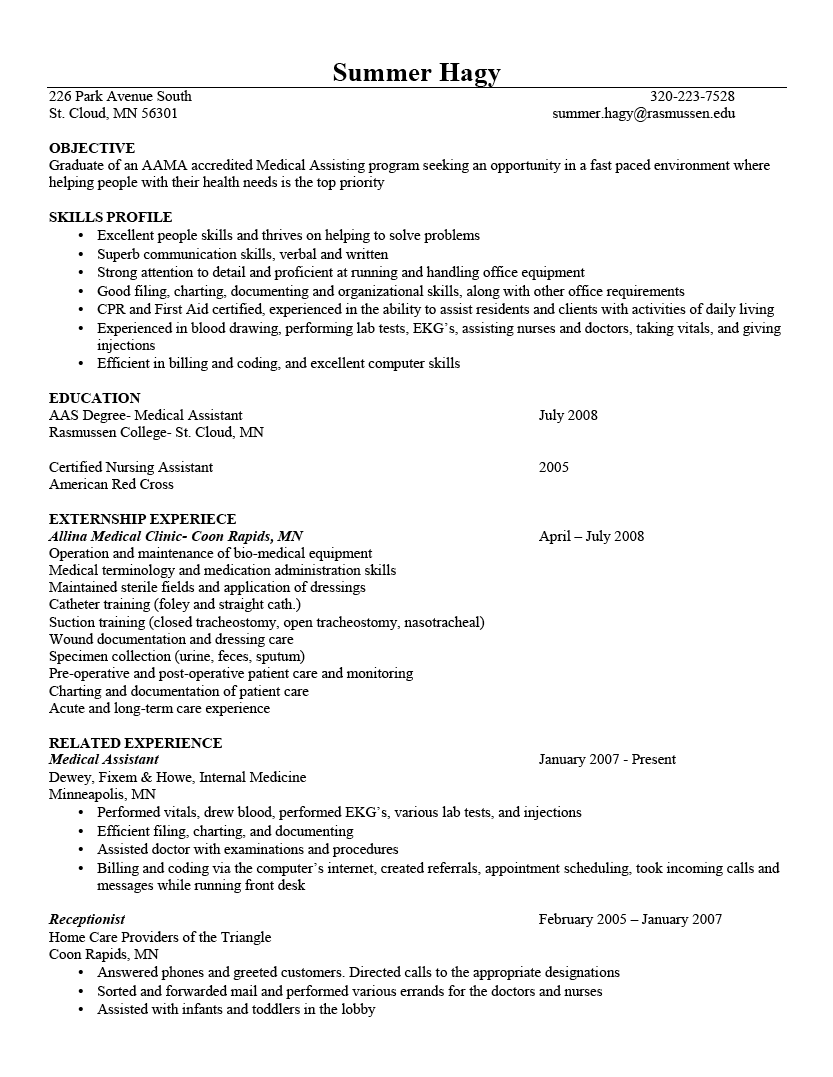 Summer Hagy
226 Park Avenue South 320-223-7528
St. Cloud, MN 56301 summer.hagy@rasmussen.edu
OBJECTIVE
Graduate of an AAMA accredited Medical Assisting program seeking an opportunity in a fast paced environment where
helping people with their health needs is the top priority
SKILLS PROFILE
• Excellent people skills and thrives on helping to solve problems
• Superb communication skills, verbal and written
• Strong attention to detail and proficient at running and handling office equipment
• Good filing, charting, documenting and organizational skills, along with other office requirements
• CPR and First Aid certified, experienced in the ability to assist residents and clients with activities of daily living
• Experienced in blood drawing, performing lab tests, EKG’s, assisting nurses and doctors, taking vitals, and giving
injections
• Efficient in billing and coding, and excellent computer skills
EDUCATION
AAS Degree- Medical Assistant July 2008
Rasmussen College- St. Cloud, MN
Certified Nursing Assistant 2005
American Red Cross
EXTERNSHIP EXPERIECE
Allina Medical Clinic- Coon Rapids, MN April – July 2008
Operation and maintenance of bio-medical equipment
Medical terminology and medication administration skills
Maintained sterile fields and application of dressings
Catheter training (foley and straight cath.)
Suction training (closed tracheostomy, open tracheostomy, nasotracheal)
Wound documentation and dressing care
Specimen collection (urine, feces, sputum)
Pre-operative and post-operative patient care and monitoring
Charting and documentation of patient care
Acute and long-term care experience
RELATED EXPERIENCE
Medical Assistant January 2007 - Present
Dewey, Fixem & Howe, Internal Medicine
Minneapolis, MN
• Performed vitals, drew blood, performed EKG’s, various lab tests, and injections
• Efficient filing, charting, and documenting
• Assisted doctor with examinations and procedures
• Billing and coding via the computer’s internet, created referrals, appointment scheduling, took incoming calls and
messages while running front desk
Receptionist February 2005 – January 2007
Home Care Providers of the Triangle
Coon Rapids, MN
• Answered phones and greeted customers. Directed calls to the appropriate designations
• Sorted and forwarded mail and performed various errands for the doctors and nurses
• Assisted with infants and toddlers in the lobby